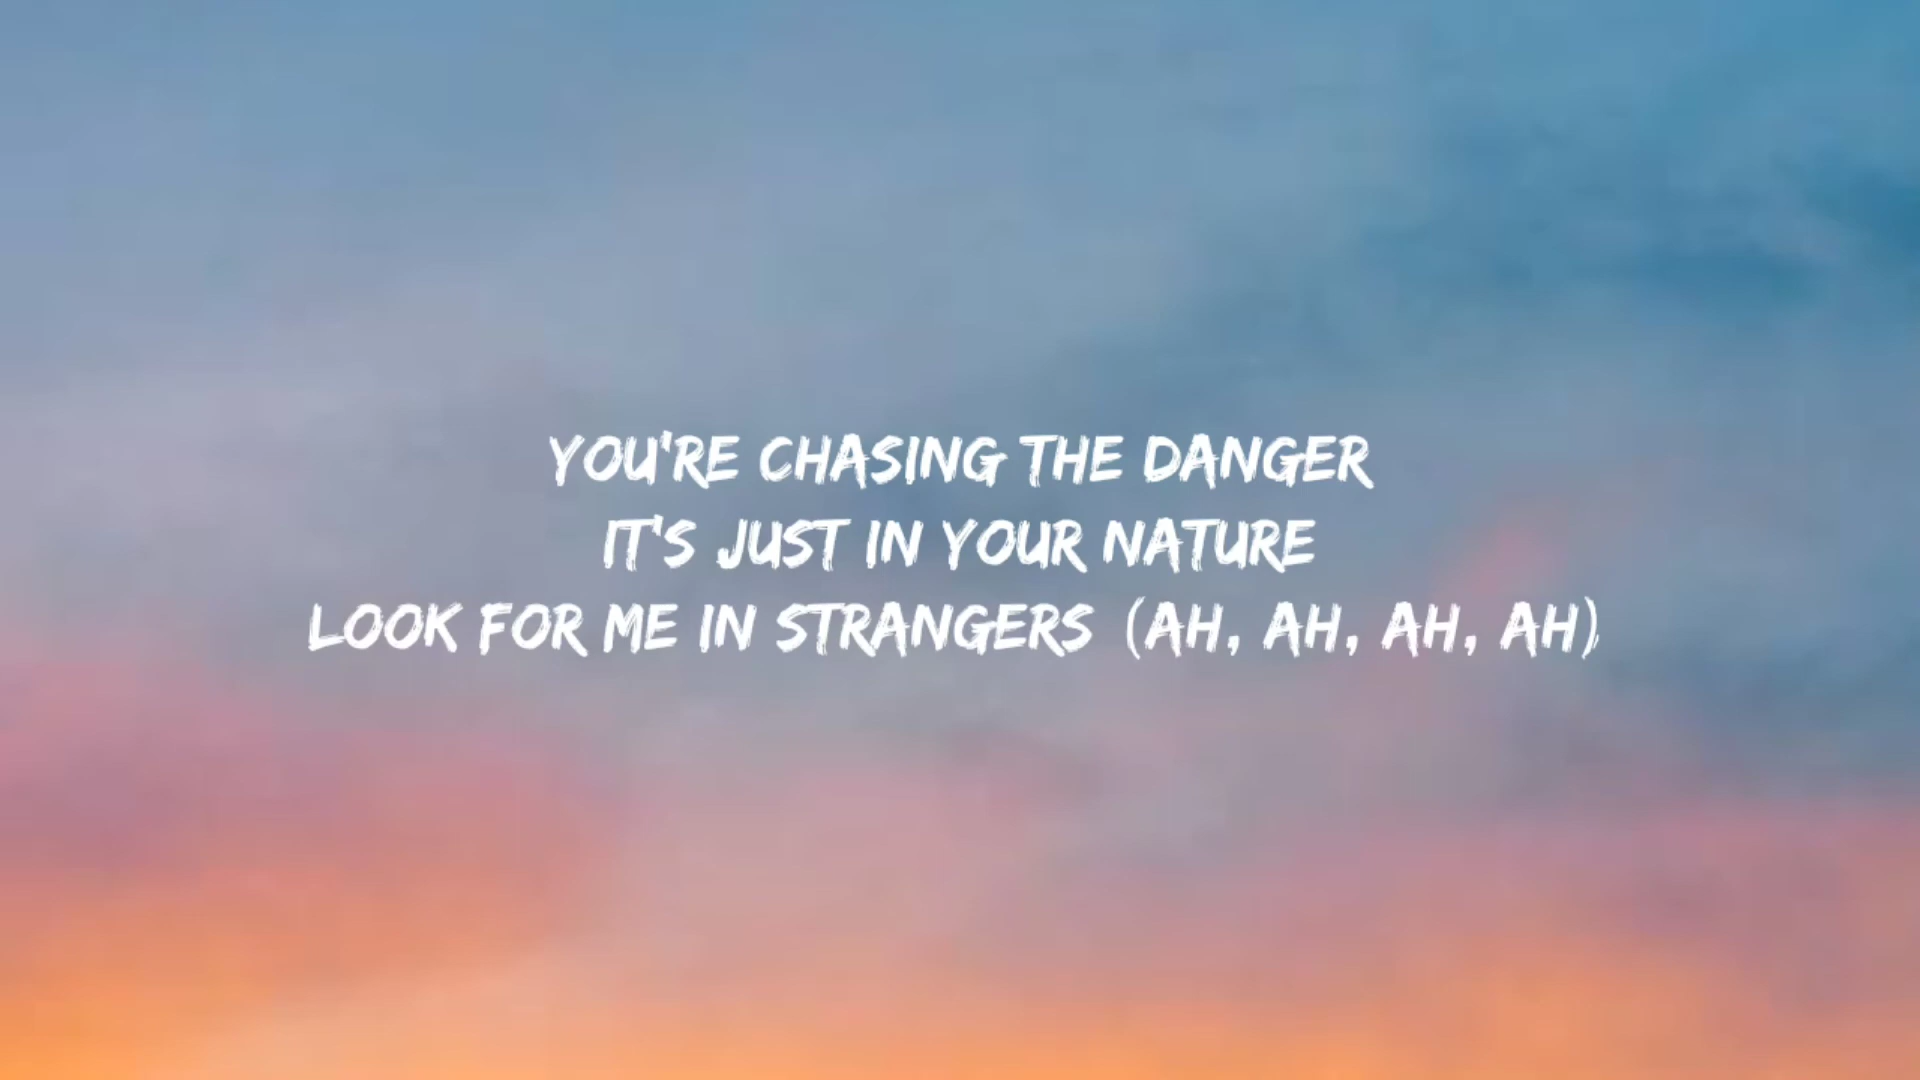 YOU'RE CHASING THE DANGER
IT'S JUST IN YOUR NATURE
LOOK FOR ME IN STRANGERS (AH, AH, AH, AH)